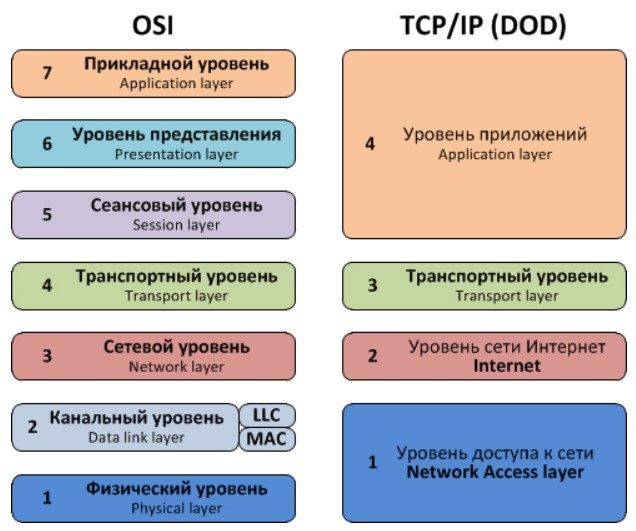 OSI
7 Прикладной уровень
Application layer
6 Уровень представления
Presentation layer
5 Сеансовый уровень
Session layer
4 Транспортный уровень
Transport layer
3 Сетевой уровень
Network layer
2 Канальный уровень
Data link layer
LLC
MAC
1 Физический уровень
Physical layer
TCP/IP (DOD)
4 Уровень приложений
Application layer
3 Транспортный уровень
Transport layer
2 Уровень сети Интернет
Internet
1 Уровень доступа к сети
Network Access layer